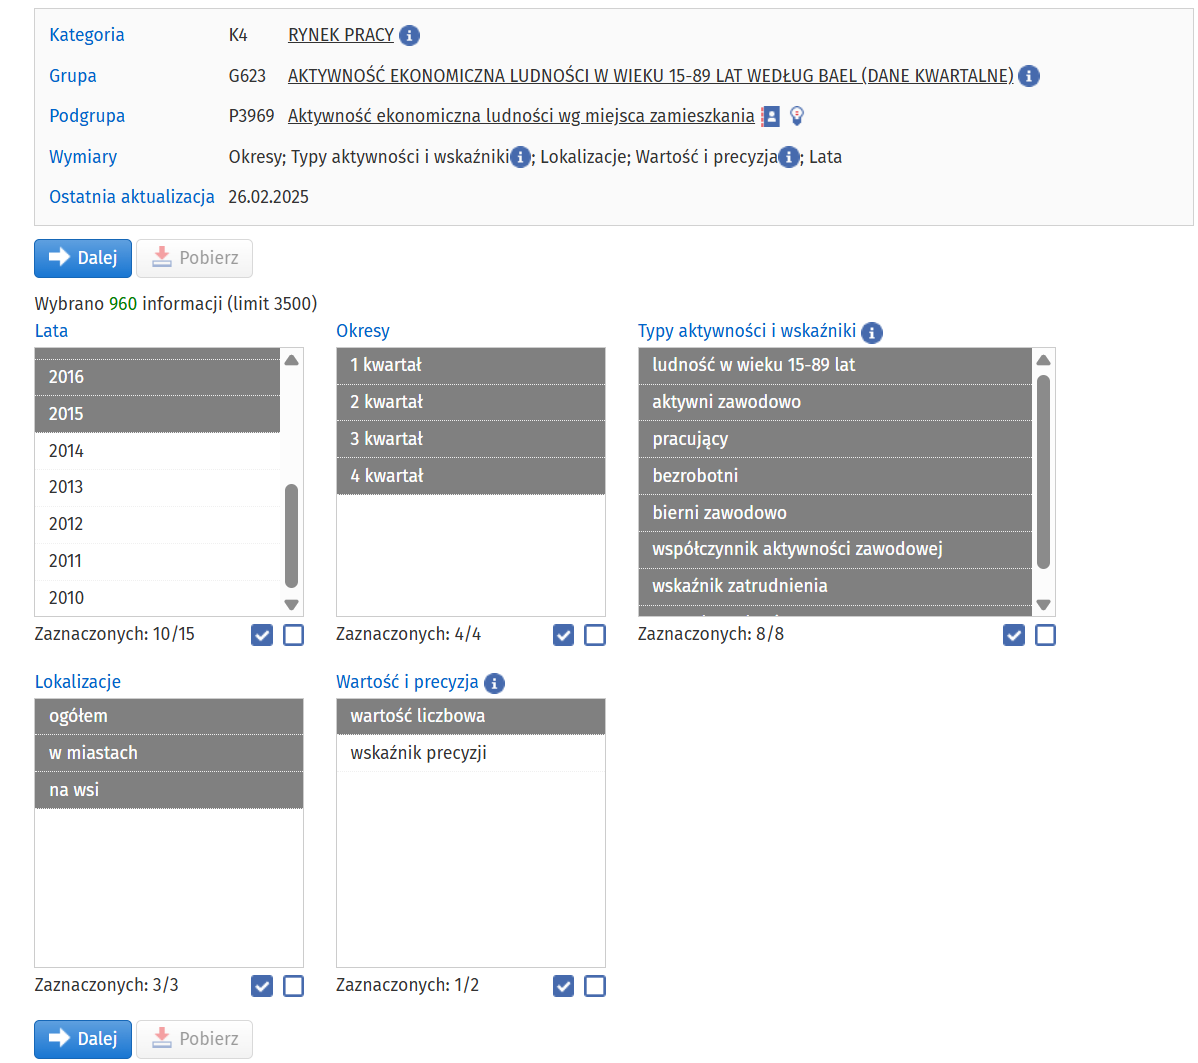 Kategoria K4 RYNEK PRACY
Grupa G623 AKTYWNOŚĆ EKONOMICZNA LUDNOŚCI W WIEKU 15-89 LAT WEDŁUG BAEL (DANE KWARTALNE)
Podgrupa P3969 Aktywność ekonomiczna ludności wg miejsca zamieszkania
Wymiary Okresy; Typy aktywności i wskaźniki; Lokalizacje; Wartość i precyzja; Lata
Ostatnia aktualizacja 26.02.2025
Dalej Pobierz
Wybrano 960 informacji (limit 3500)
Lata
2016
2015
2014
2013
2012
2011
2010
Zaznaczonych: 10/15
Okresy
1 kwartał
2 kwartał
3 kwartał
4 kwartał
Zaznaczonych: 4/4
Typy aktywności i wskaźniki
ludność w wieku 15-89 lat
aktywni zawodowo
pracujący
bezrobotni
bierni zawodowo
współczynnik aktywności zawodowej
wskaźnik zatrudnienia
Zaznaczonych: 8/8
Lokalizacje
ogółem
w miastach
na wsi
Zaznaczonych: 3/3
Wartość i precyzja
wartość liczbowa
wskaźnik precyzji
Zaznaczonych: 1/2
Dalej Pobierz